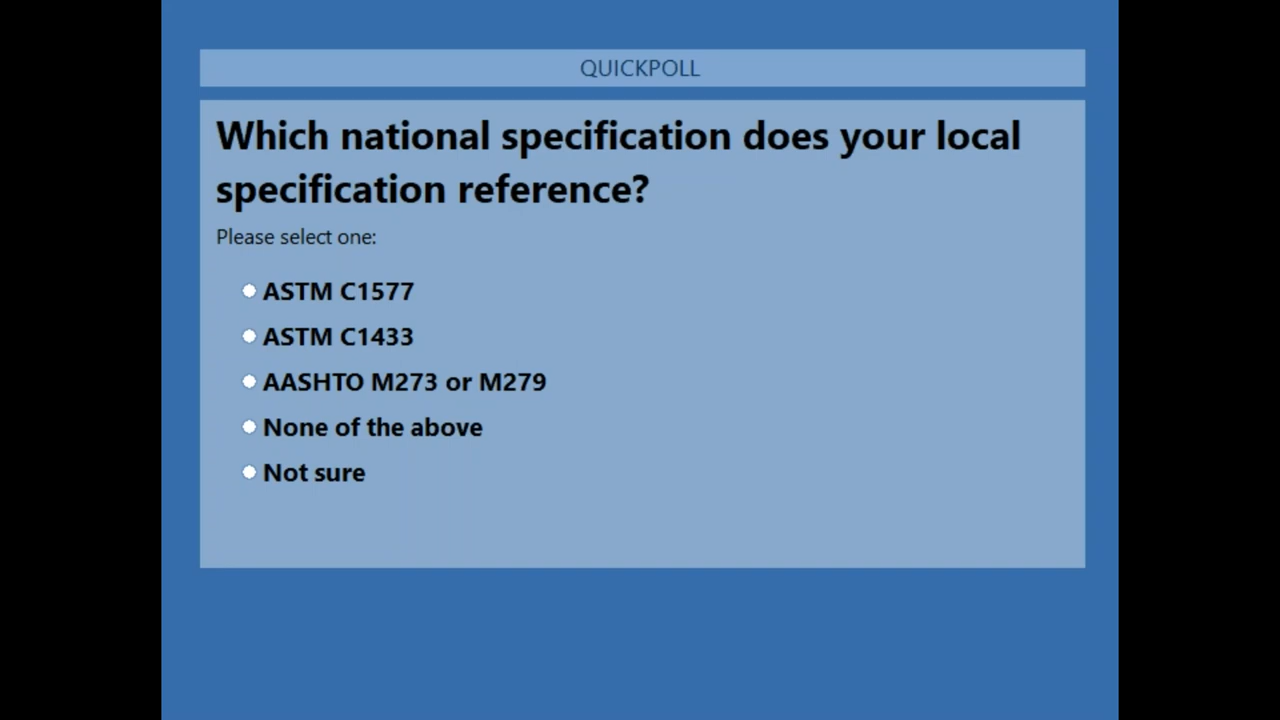 QUICKPOLL
Which national specification does your local
specification reference?
Please select one:
ASTM C1577
ASTM C1433
AASHTO M273 or M279
None of the above
Not sure